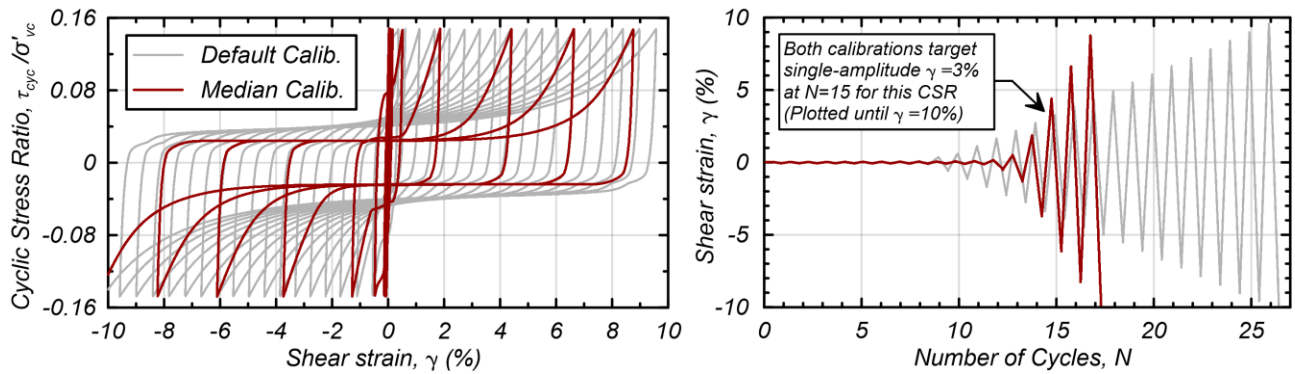 0.16
0.08
0
-0.08
-0.16
Cyclic Stress Ratio, τcyc /σ'vc
Default Calib.
Median Calib.
-10 -8 -6 -4 -2 0 2 4 6 8 10
Shear strain, γ (%)
10
5
0
-5
-10
Shear strain, γ (%)
Both calibrations target
single-amplitude γ =3%
at N=15 for this CSR
(Plotted until γ =10%)
0 5 10 15 20 25
Number of Cycles, N